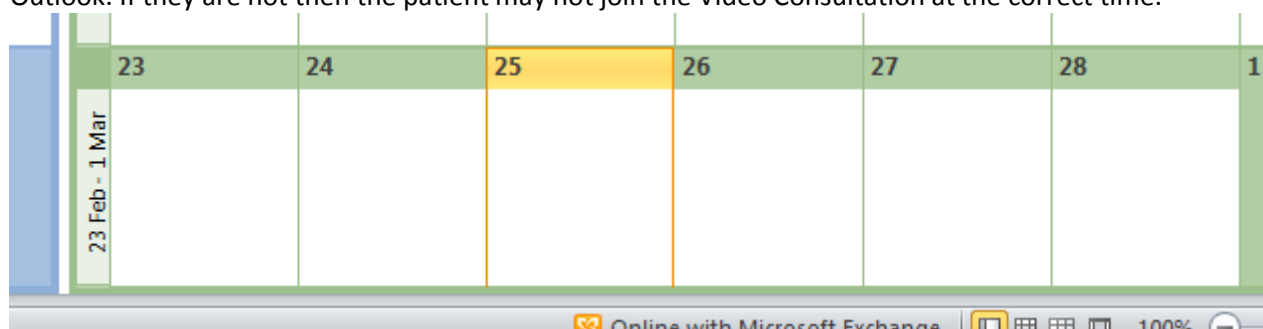 Outlook. If they are not then the patient may not join the Video Consultation at the correct time.
23 24 25 26 27 28 1
23 Feb - 1 Mar
Online with Microsoft Exchange 100%